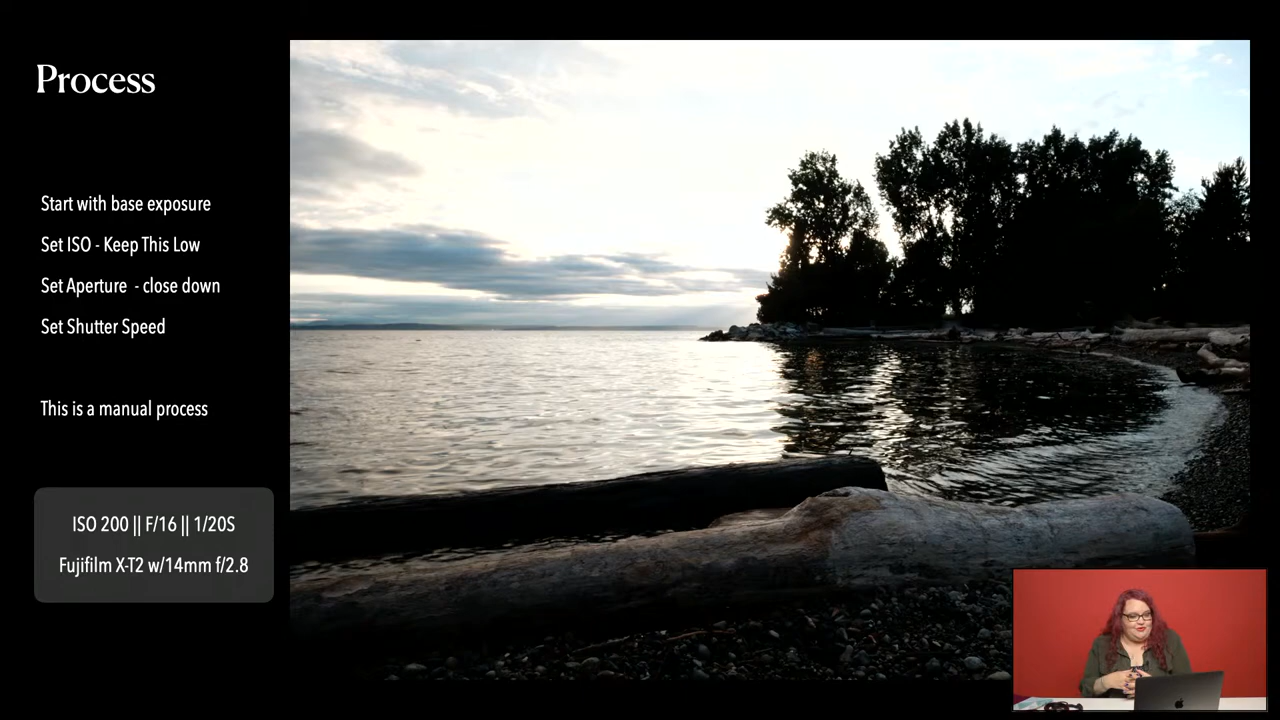 Process
Start with base exposure
Set ISO - Keep This Low
Set Aperture - close down
Set Shutter Speed
This is a manual process
ISO 200 || F/16 || 1/20S
Fujifilm X-T2 w/14mm f/2.8